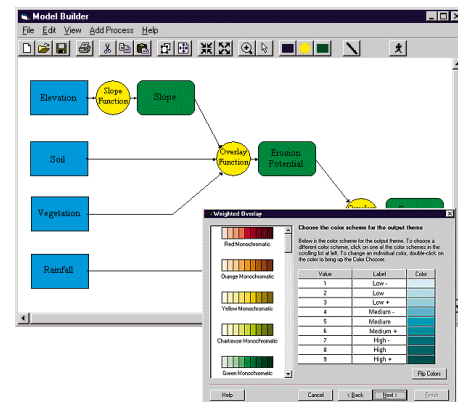 Model Builder
File Edit View Add Process Help
Elevation
Slope
Function
Slope
Soil
Overlay
Function
Erosion
Potential
Vegetation
Rainfall
Weighted Overlay
Choose the color scheme for the output theme
Below is the color scheme for the output theme. To choose a
different color scheme, click on one of the color schemes in the
scrolling list at left. To change an individual color, double-click on
the color to bring up the Color Chooser.
Red Monochromatic
Orange Monochromatic
Yellow Monochromatic
Chartreuse Monochromatic
Green Monochromatic
Value Label Color
1 Low -
2 Low
3 Low +
4 Medium -
5 Medium
6 Medium +
7 High -
8 High
9 High +
Flip Colors
Help Cancel < Back Next > Finish